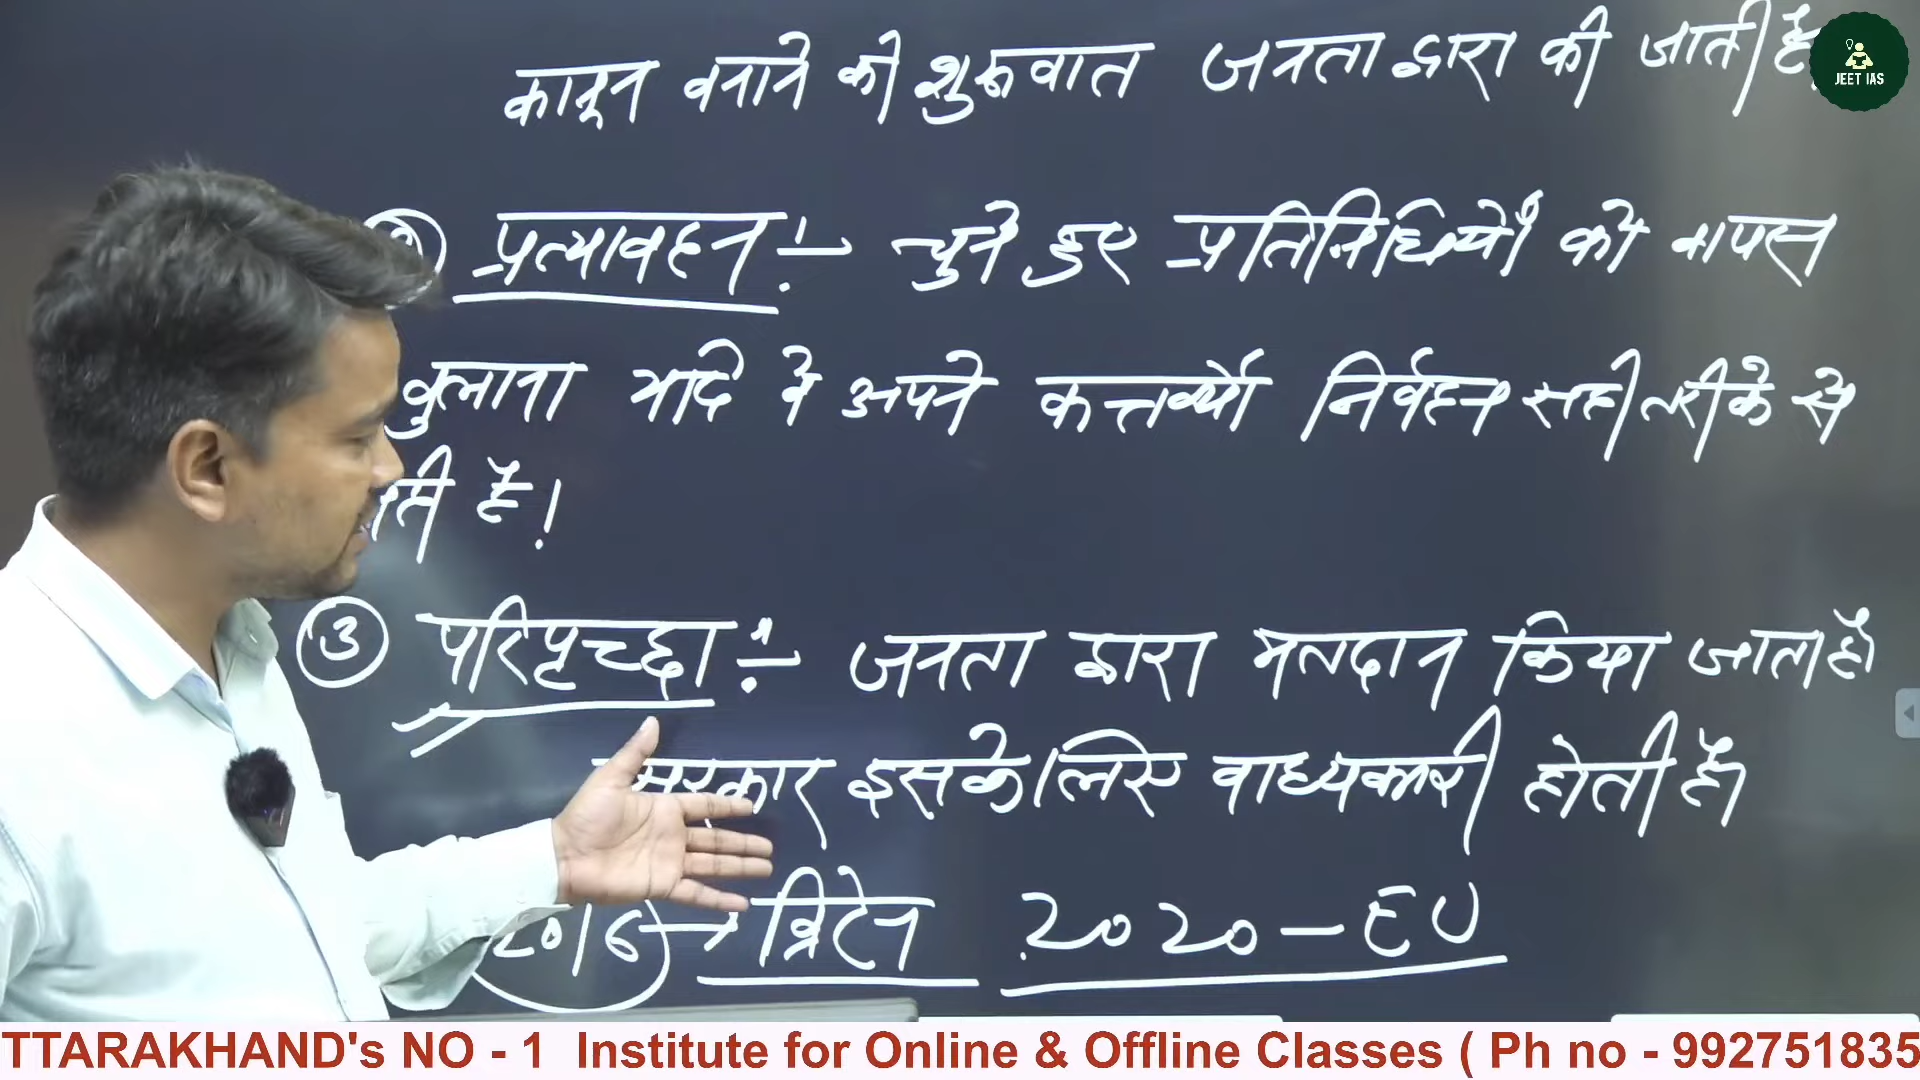 कानून बनाने की शुरूवात जनता द्वारा की जाती है
JEET IAS
प्रत्यावहन :- चुने हुए प्रतिनिधियों को वापस
बुलाना यदि वे अपने कर्त्तव्यों निर्वहन सही तरीके से
है!
③ परिपृच्छा :- जनता द्वारा मतदान किया जाता है
सरकार इसके लिए बाध्यकारी होती है
2016 → ब्रिटेन 2020 - EU
TTARAKHAND's NO - 1 Institute for Online & Offline Classes ( Ph no - 992751835